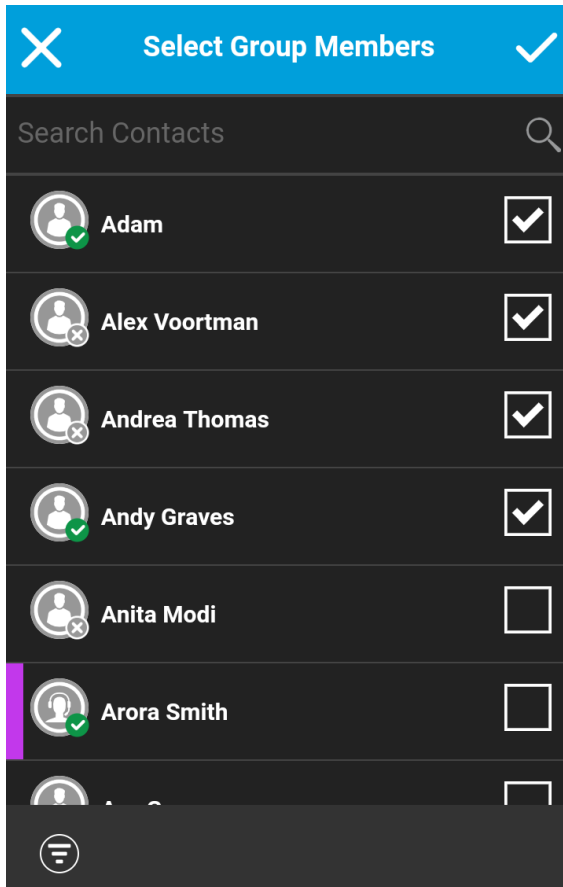 Select Group Members
Search Contacts
Adam
Alex Voortman
Andrea Thomas
Andy Graves
Anita Modi
Arora Smith